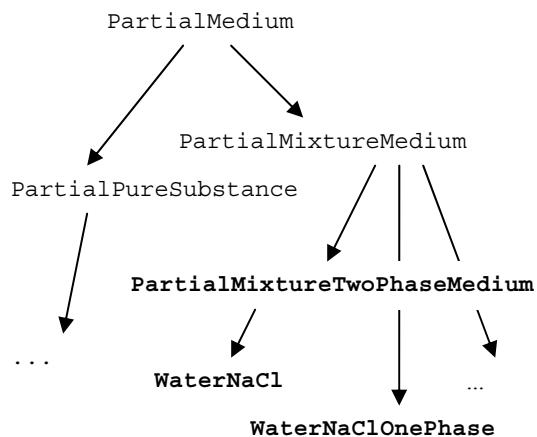 PartialMedium
PartialMixtureMedium
PartialPureSubstance
PartialMixtureTwoPhaseMedium
...
WaterNaCl
…
WaterNaClOnePhase